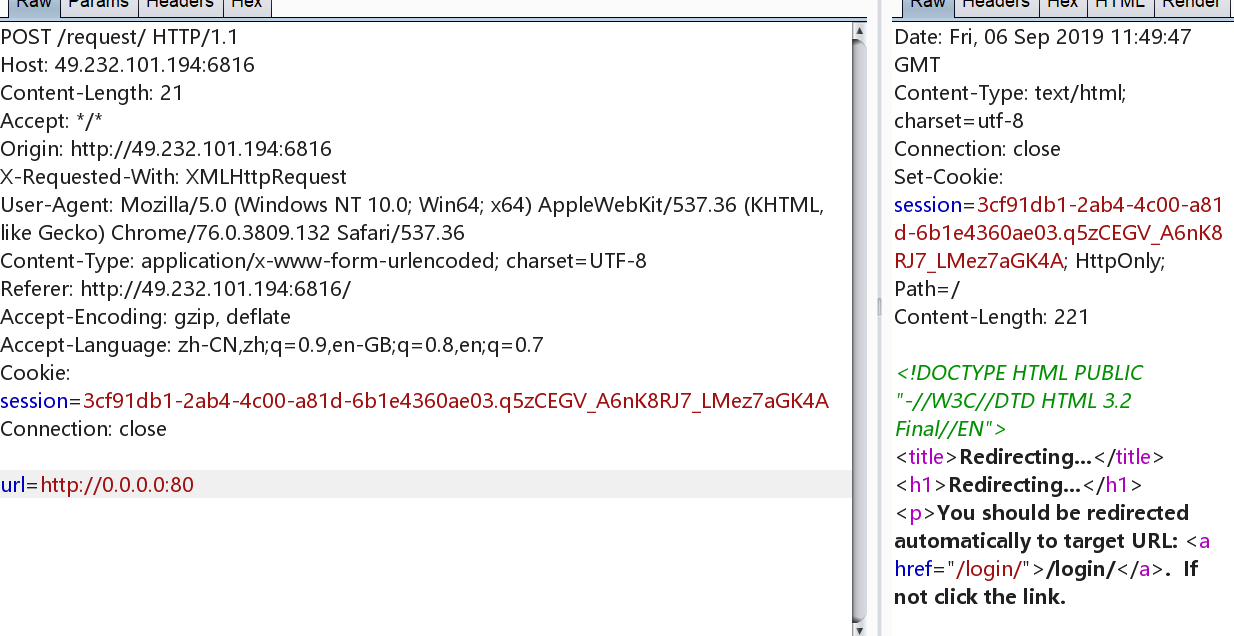 Raw Params Headers Hex
POST /request/ HTTP/1.1
Host: 49.232.101.194:6816
Content-Length: 21
Accept: */*
Origin: http://49.232.101.194:6816
X-Requested-With: XMLHttpRequest
User-Agent: Mozilla/5.0 (Windows NT 10.0; Win64; x64) AppleWebKit/537.36 (KHTML,
like Gecko) Chrome/76.0.3809.132 Safari/537.36
Content-Type: application/x-www-form-urlencoded; charset=UTF-8
Referer: http://49.232.101.194:6816/
Accept-Encoding: gzip, deflate
Accept-Language: zh-CN,zh;q=0.9,en-GB;q=0.8,en;q=0.7
Cookie:
session=3cf91db1-2ab4-4c00-a81d-6b1e4360ae03.q5zCEGV_A6nK8RJ7_LMez7aGK4A
Connection: close
url=http://0.0.0.0:80
Raw Headers Hex HTML Render
Date: Fri, 06 Sep 2019 11:49:47
GMT
Content-Type: text/html;
charset=utf-8
Connection: close
Set-Cookie:
session=3cf91db1-2ab4-4c00-a81
d-6b1e4360ae03.q5zCEGV_A6nK8
RJ7_LMez7aGK4A; HttpOnly;
Path=/
Content-Length: 221
<!DOCTYPE HTML PUBLIC
"-//W3C//DTD HTML 3.2
Final//EN">
<title>Redirecting...</title>
<h1>Redirecting...</h1>
<p>You should be redirected
automatically to target URL: <a
href="/login/">/login/</a>.  If
not click the link.